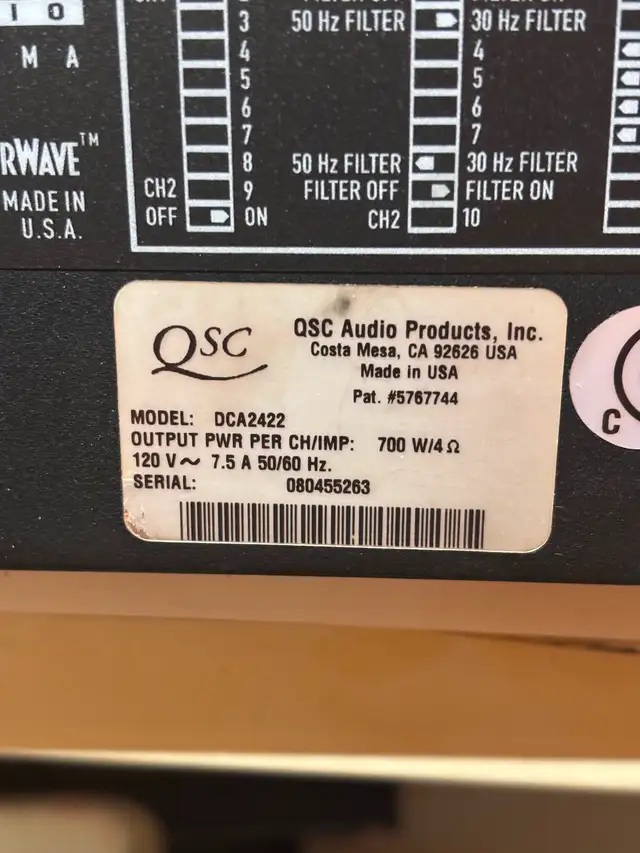 I O
M A
RWAVE™
MADE IN
U.S.A.
3
4
5
6
7
8
CH2 9
OFF ON
50 Hz FILTER 30 Hz FILTER
4
5
6
7
50 Hz FILTER 30 Hz FILTER
FILTER OFF FILTER ON
CH2 10
QSC
QSC Audio Products, Inc.
Costa Mesa, CA 92626 USA
Made in USA
Pat. #5767744
MODEL: DCA2422
OUTPUT PWR PER CH/IMP: 700 W/4Ω
120 V~ 7.5 A 50/60 Hz.
SERIAL: 080455263
C